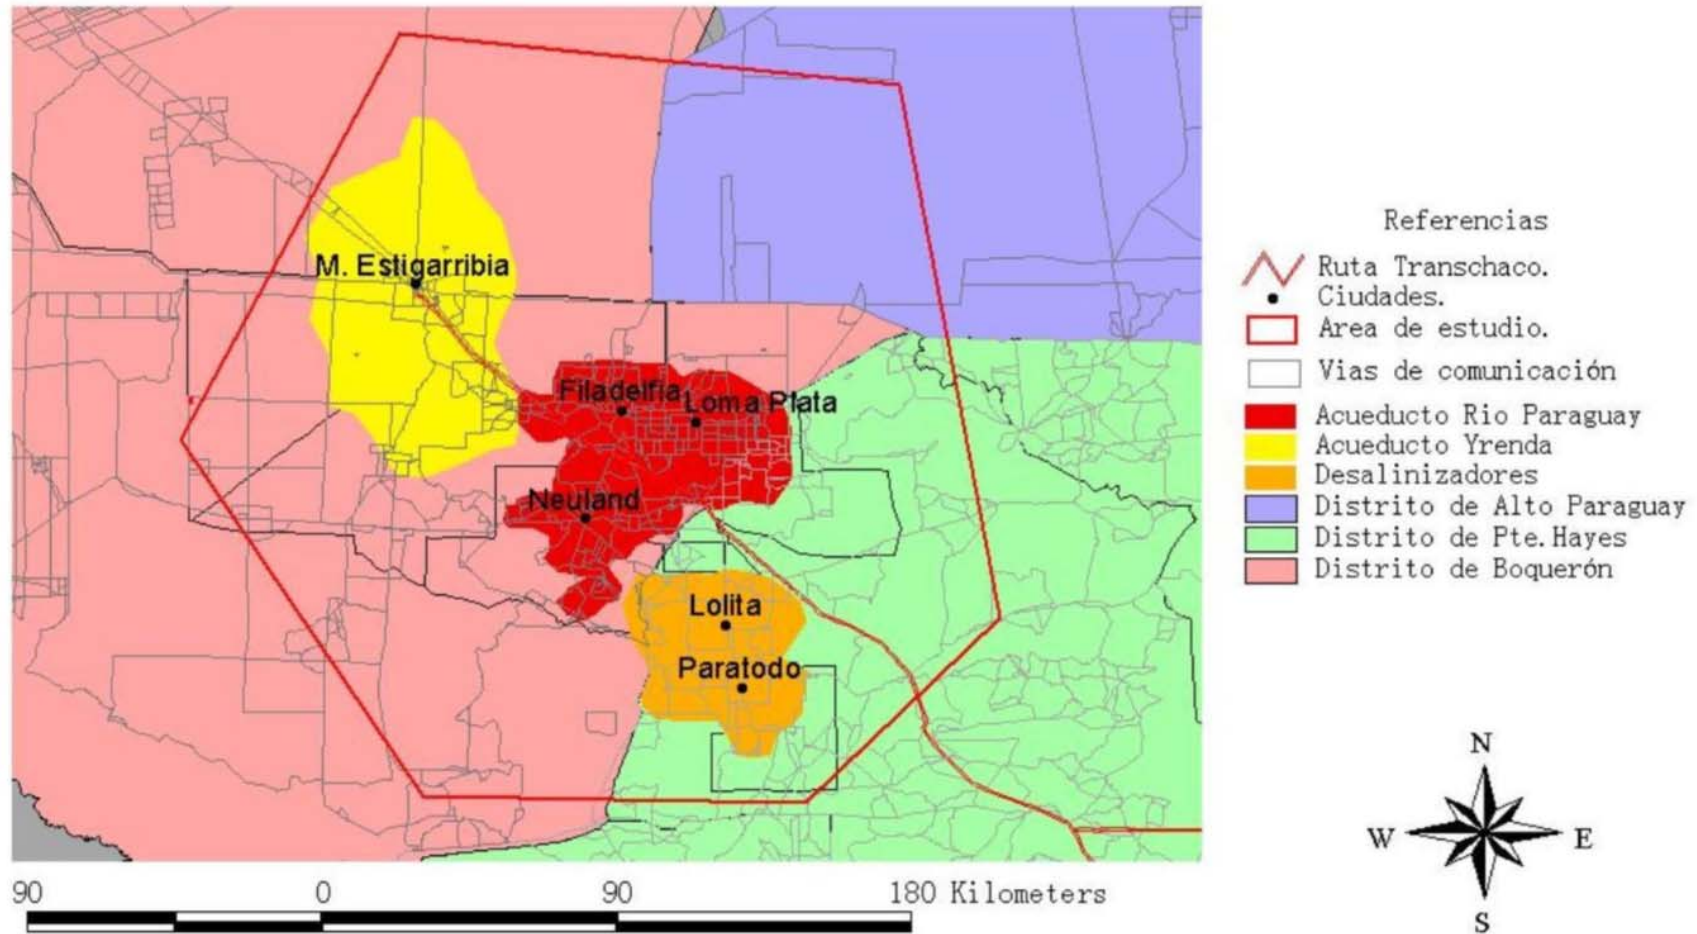 M. Estigarribia
Filadelfia
Loma Plata
Neuland
Lolita
Paratodo
Referencias
Ruta Transchaco.
Ciudades.
Area de estudio.
Vias de comunicación
Acueducto Rio Paraguay
Acueducto Yrenda
Desalinizadores
Distrito de Alto Paraguay
Distrito de Pte.Hayes
Distrito de Boquerón
N
W E
S
90 0 90 180 Kilometers